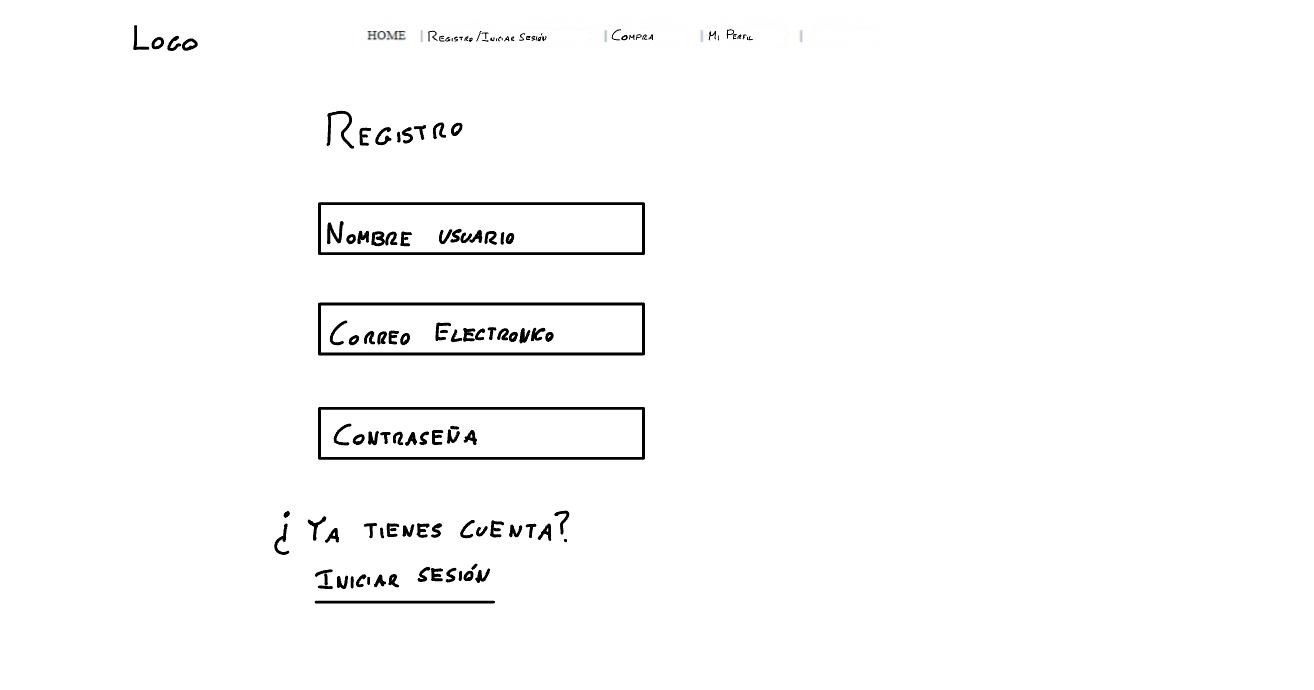 LOGO
HOME | REGISTRO/INICIAR SESIÓN | COMPRA | MI PERFIL |
REGISTRO
NOMBRE USUARIO
CORREO ELECTRONICO
CONTRASEÑA
¿YA TIENES CUENTA?
INICIAR SESIÓN